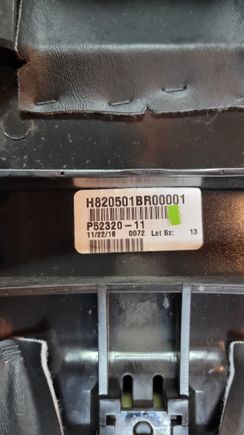 H820501BR00001
P52320-11
11/22/16 0072 Lot Sz: 13